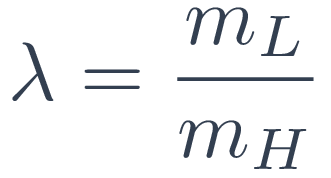 λ = m_L / m_H